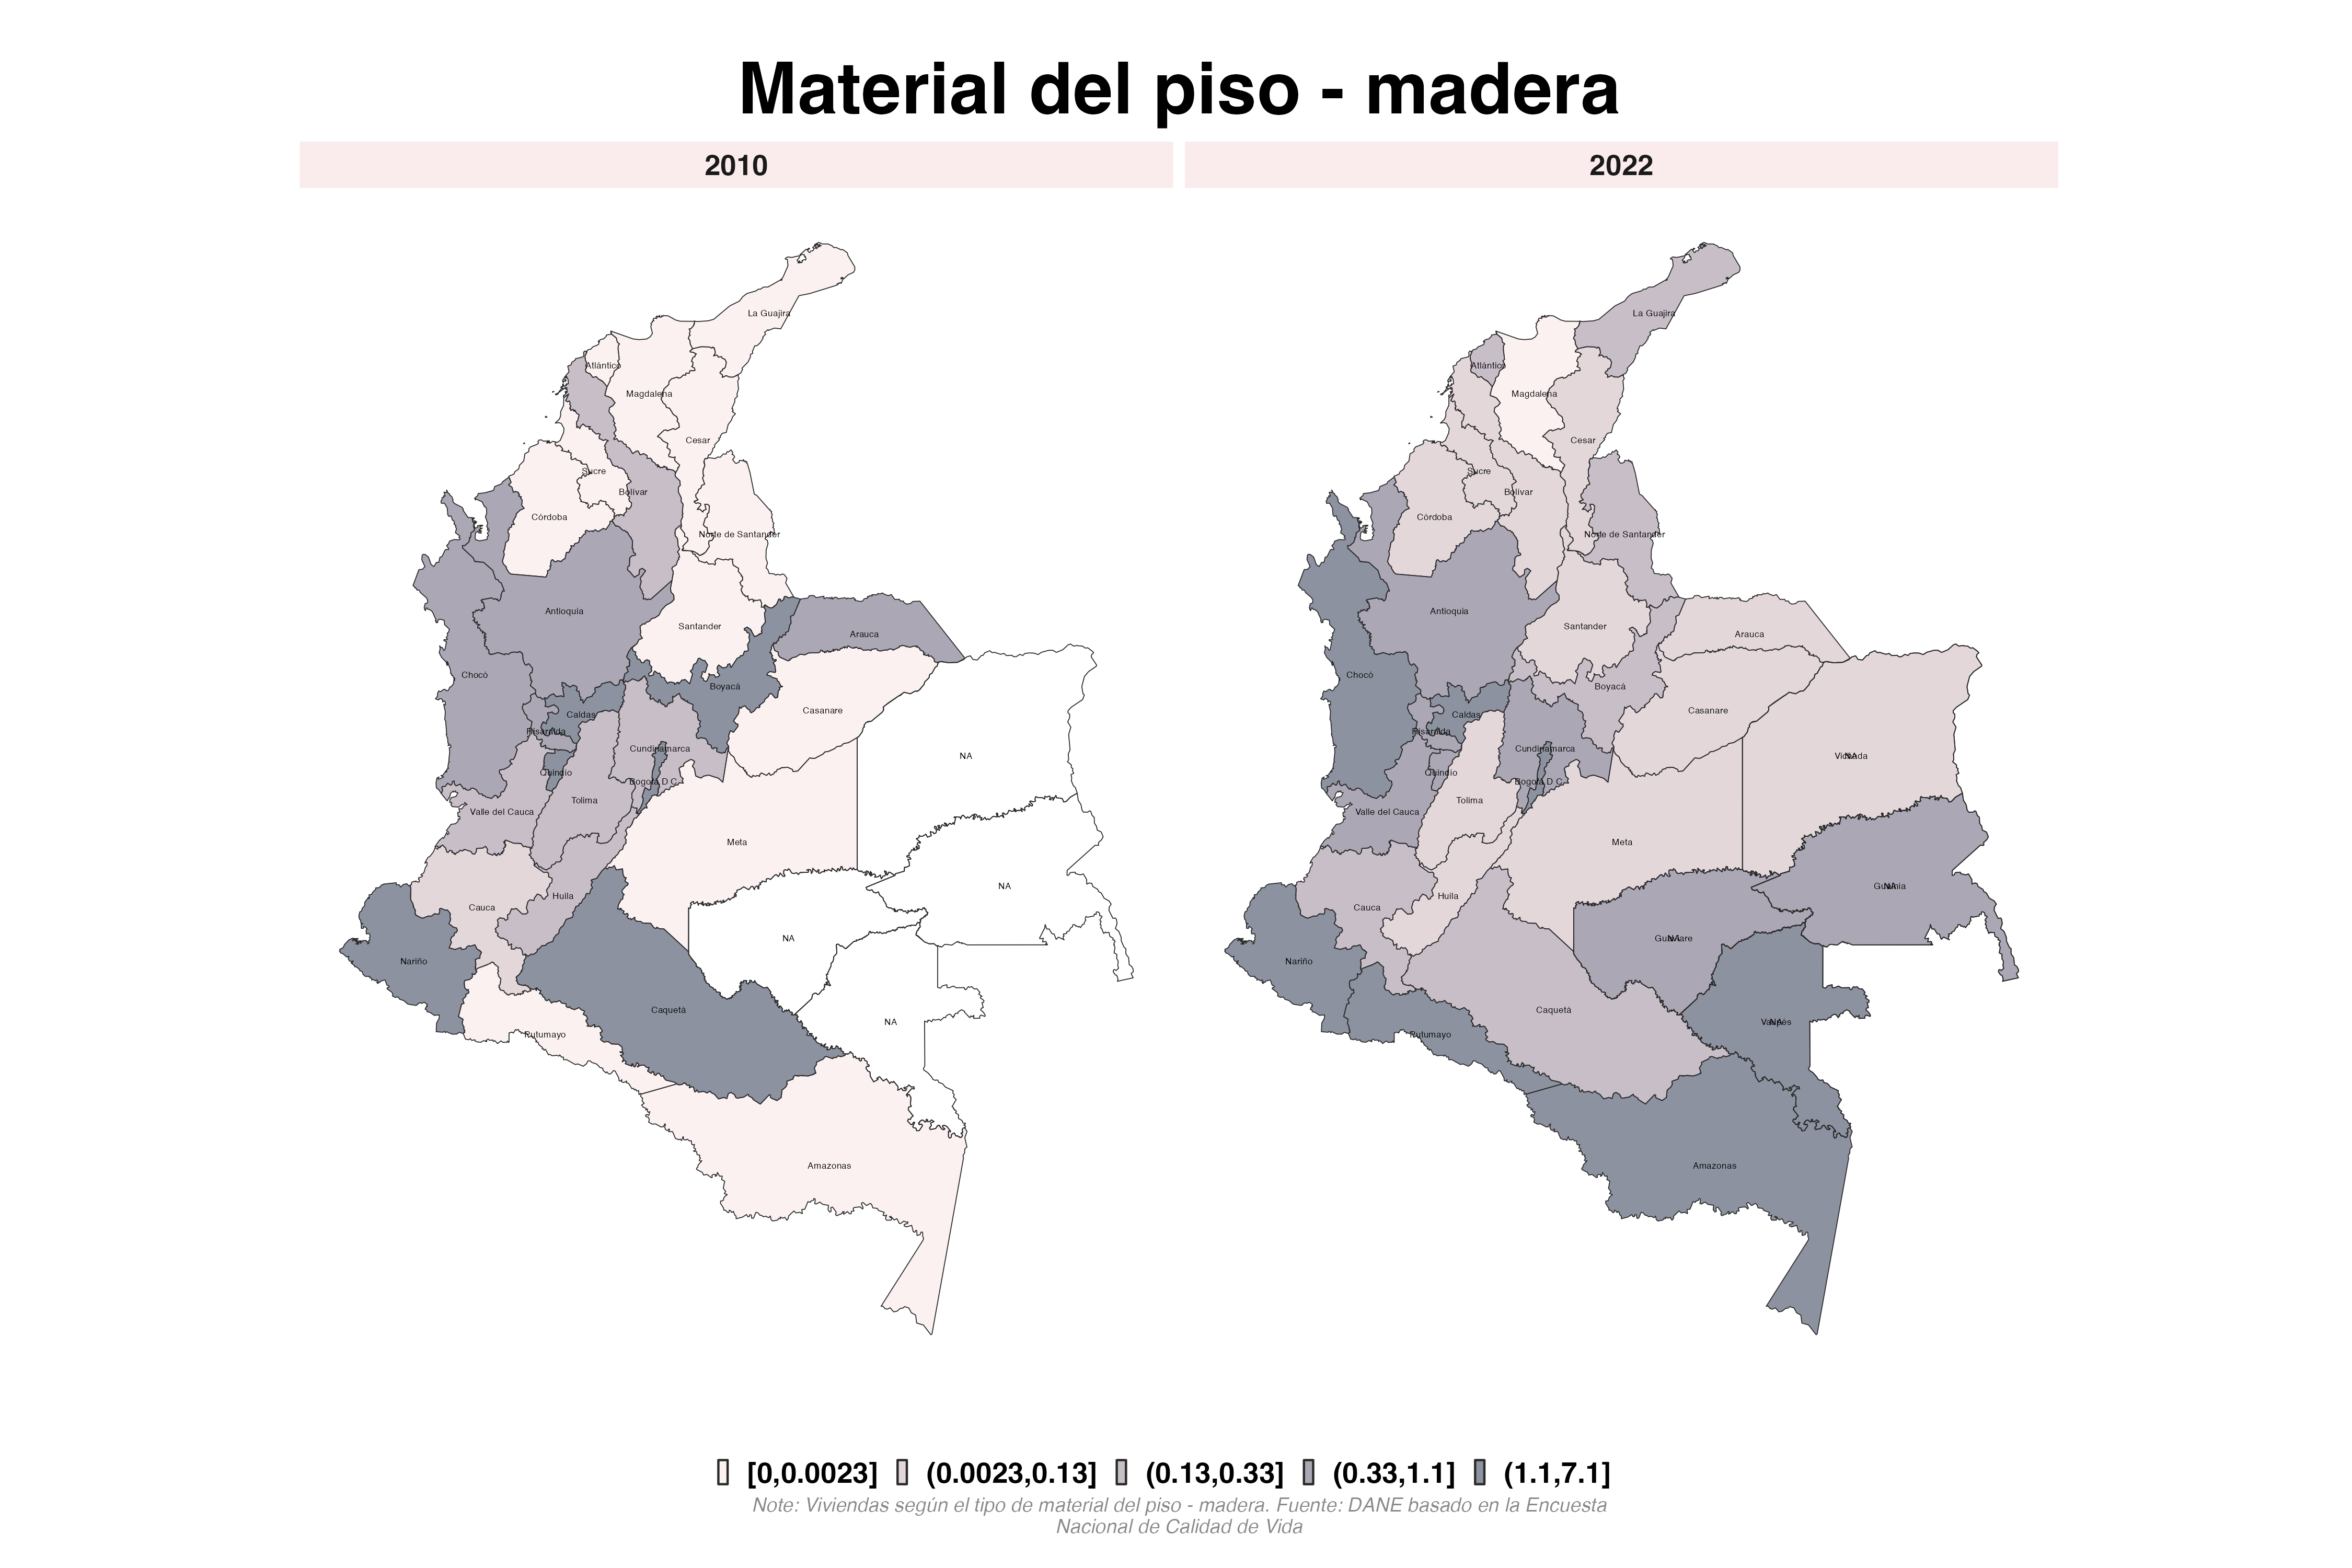 Material del piso - madera
2010
2022
La Guajira
Atlántico
Magdalena
Cesar
Sucre
Bolívar
Córdoba
Norte de Santander
Antioquia
Santander
Arauca
Chocó
Boyacá
Caldas
Casanare
Risaralda
Cundinamarca
NA
Quindío
Bogotá D.C.
Tolima
Valle del Cauca
Meta
NA
Huila
Cauca
NA
Nariño
Caquetá
NA
Putumayo
Amazonas
La Guajira
Atlántico
Magdalena
Cesar
Sucre
Bolívar
Córdoba
Norte de Santander
Antioquia
Santander
Arauca
Chocó
Boyacá
Caldas
Casanare
Risaralda
Cundinamarca
Vichada
NA
Quindío
Bogotá D.C.
Tolima
Valle del Cauca
Meta
Guainía
NA
Huila
Cauca
Guaviare
NA
Nariño
Caquetá
Vaupés
NA
Putumayo
Amazonas
[0,0.0023] (0.0023,0.13] (0.13,0.33] (0.33,1.1] (1.1,7.1]
Note: Viviendas según el tipo de material del piso - madera. Fuente: DANE basado en la Encuesta
Nacional de Calidad de Vida